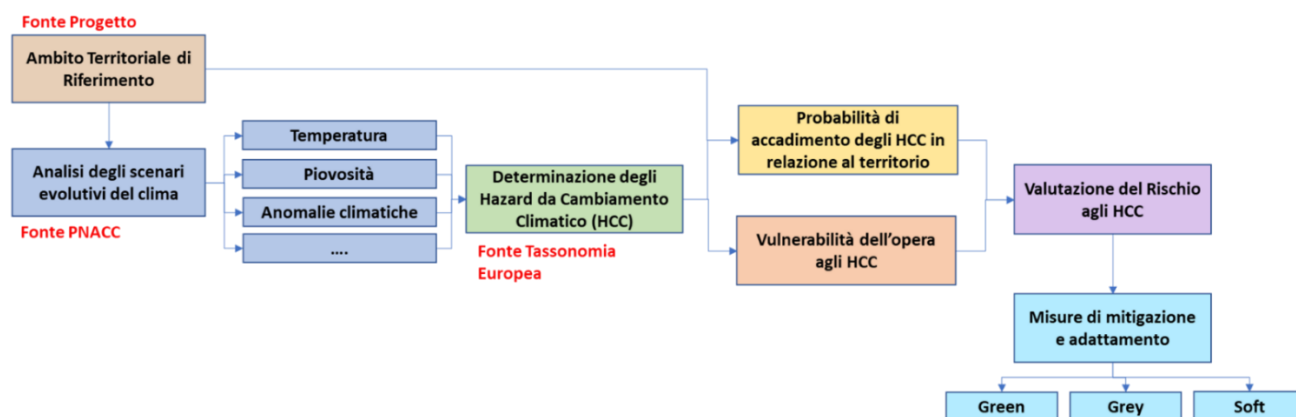 Fonte Progetto
Ambito Territoriale di
Riferimento
Analisi degli scenari
evolutivi del clima
Fonte PNACC
Temperatura
Piovosità
Anomalie climatiche
....
Determinazione degli
Hazard da Cambiamento
Climatico (HCC)
Fonte Tassonomia
Europea
Probabilità di
accadimento degli HCC in
relazione al territorio
Vulnerabilità dell'opera
agli HCC
Valutazione del Rischio
agli HCC
Misure di mitigazione
e adattamento
Green
Grey
Soft